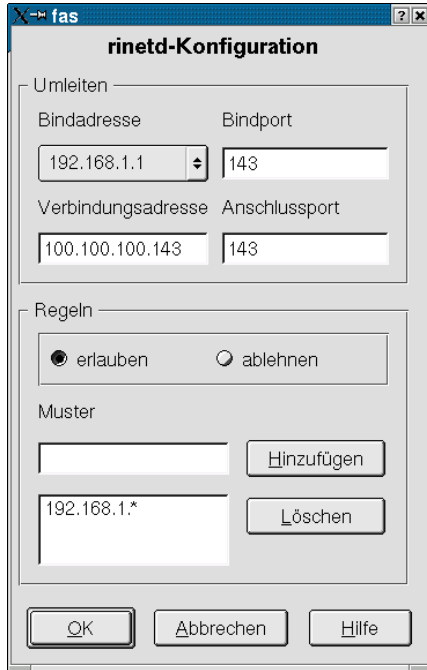 fas
rinetd-Konfiguration
Umleiten
Bindadresse Bindport
192.168.1.1 143
Verbindungsadresse Anschlussport
100.100.100.143 143
Regeln
erlauben ablehnen
Muster
Hinzufügen
192.168.1.*
Löschen
OK Abbrechen Hilfe